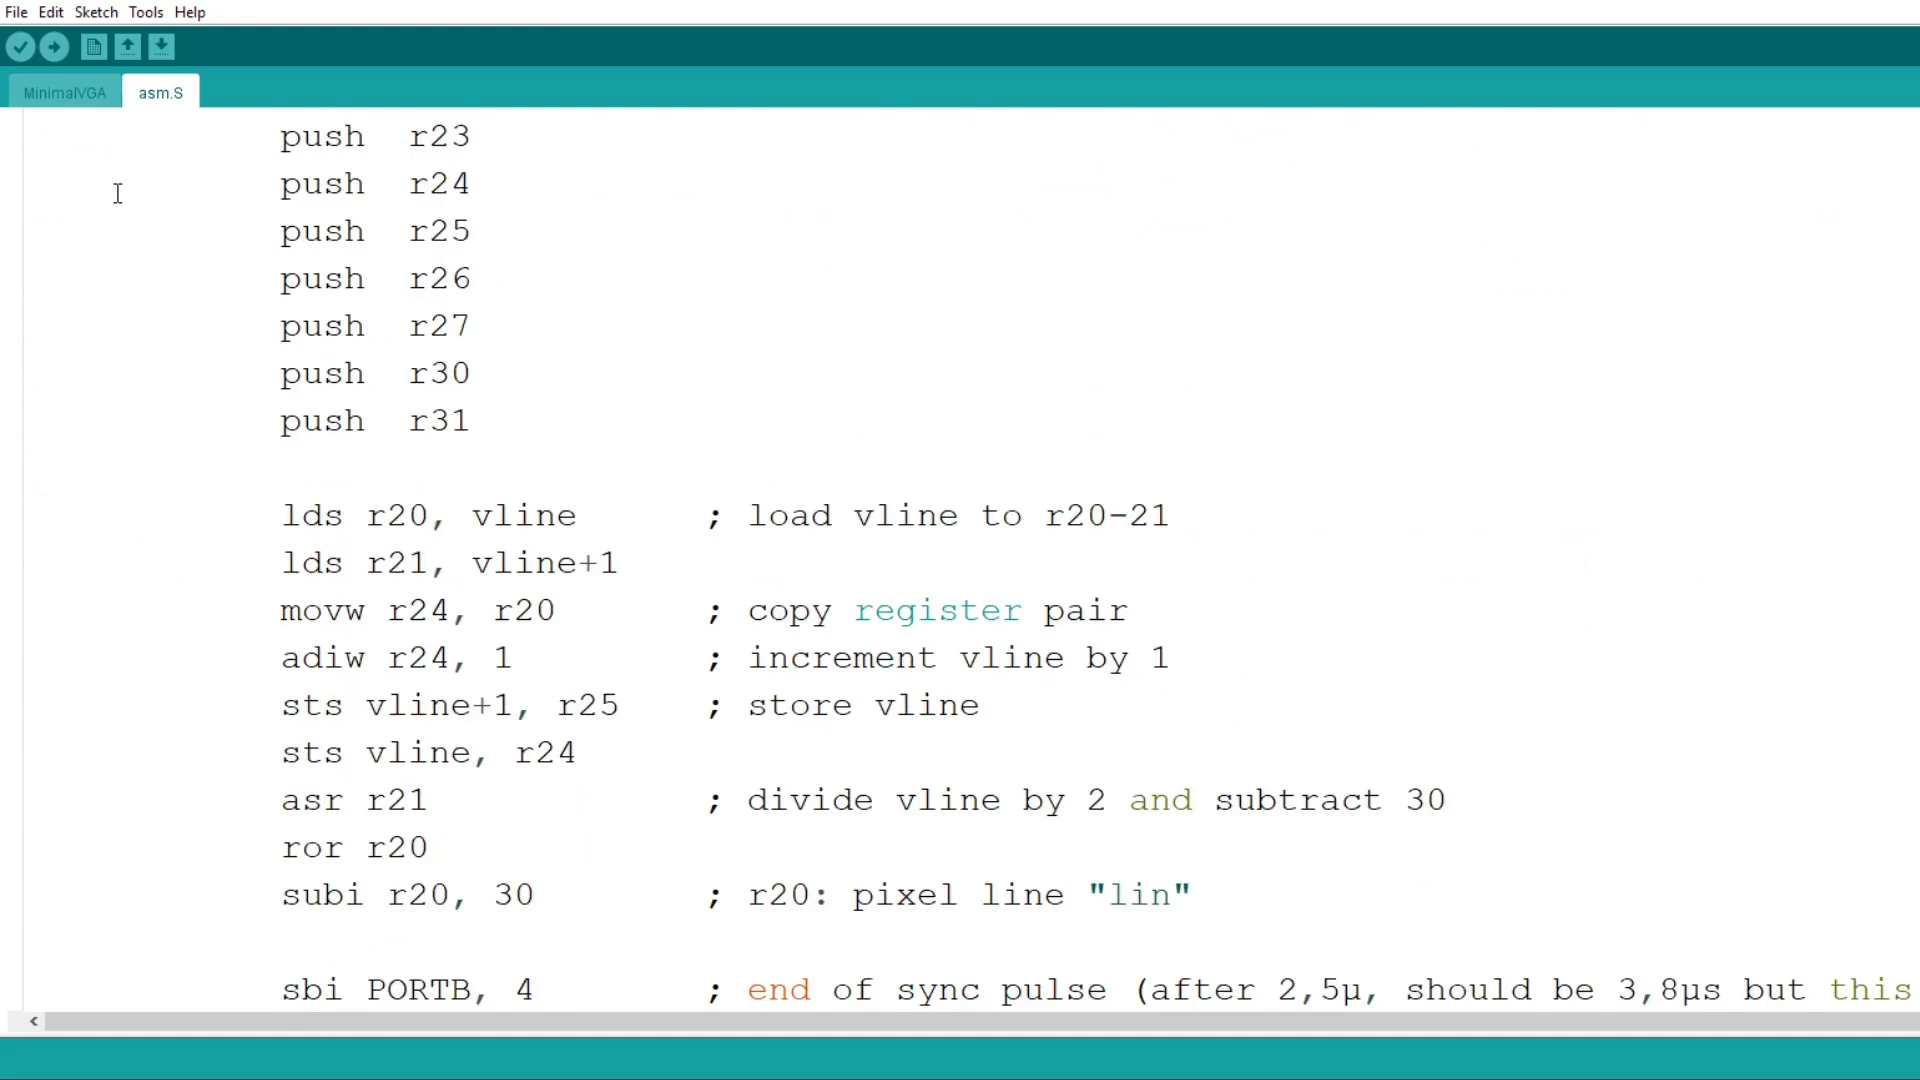 File Edit Sketch Tools Help
MinimalVGA asm.S
push r23
push r24
push r25
push r26
push r27
push r30
push r31
lds r20, vline ; load vline to r20-21
lds r21, vline+1
movw r24, r20 ; copy register pair
adiw r24, 1 ; increment vline by 1
sts vline+1, r25 ; store vline
sts vline, r24
asr r21 ; divide vline by 2 and subtract 30
ror r20
subi r20, 30 ; r20: pixel line "lin"
sbi PORTB, 4 ; end of sync pulse (after 2,5µ, should be 3,8µs but this